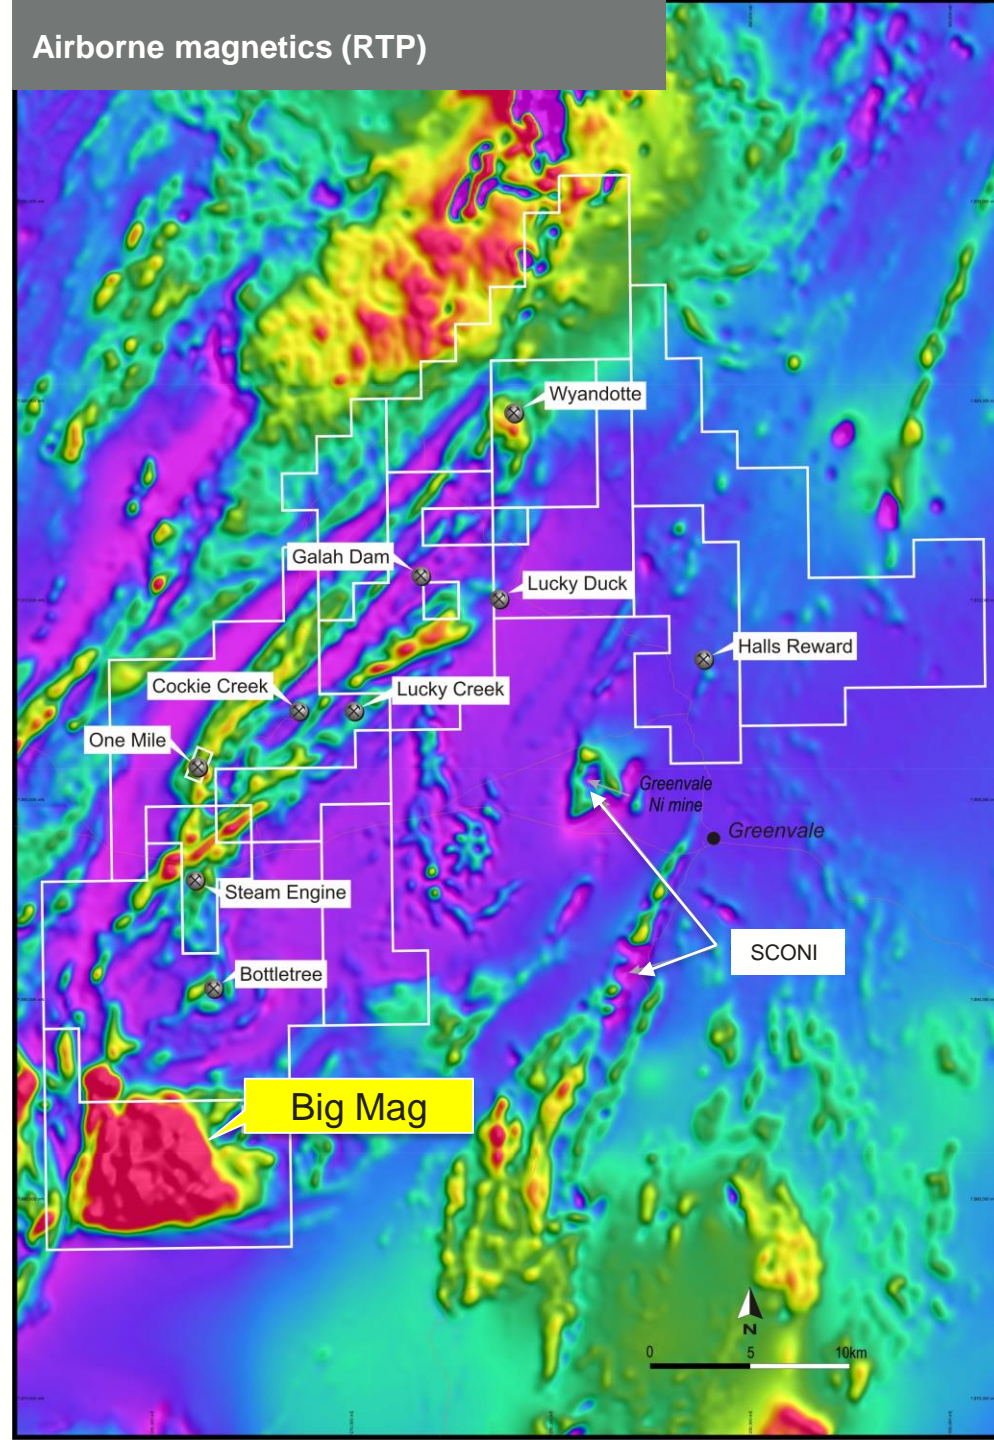 Airborne magnetics (RTP)
Wyandotte
Galah Dam
Lucky Duck
Halls Reward
Cockie Creek
Lucky Creek
One Mile
Greenvale
Ni mine
Greenvale
Steam Engine
SCONI
Bottletree
Big Mag
N
0 5 10km